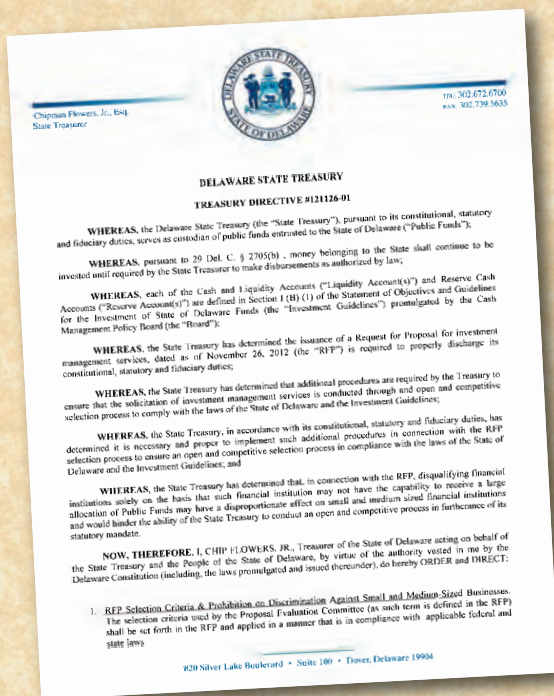 DELAWARE STATE TREASURY
STATE OF DELAWARE
Chipman Flowers, Jr., Esq.
State Treasurer
TEL: 302.672.6700
FAX: 302.739.5635
DELAWARE STATE TREASURY
TREASURY DIRECTIVE #121126-01
WHEREAS, the Delaware State Treasury (the “State Treasury”), pursuant to its constitutional, statutory
and fiduciary duties, serves as custodian of public funds entrusted to the State of Delaware (“Public Funds”);
WHEREAS, pursuant to 29 Del. C. § 2705(b) , money belonging to the State shall continue to be
invested until required by the State Treasurer to make disbursements as authorized by law;
WHEREAS, each of the Cash and Liquidity Accounts (“Liquidity Account(s)”) and Reserve Cash
Accounts (“Reserve Account(s)”) are defined in Section I (B) (1) of the Statement of Objectives and Guidelines
for the Investment of State of Delaware Funds (the “Investment Guidelines”) promulgated by the Cash
Management Policy Board (the “Board”);
WHEREAS, the State Treasury has determined the issuance of a Request for Proposal for investment
management services, dated as of November 26, 2012 (the “RFP”) is required to properly discharge its
constitutional, statutory and fiduciary duties;
WHEREAS, the State Treasury has determined that additional procedures are required by the Treasury to
ensure that the solicitation of investment management services is conducted through and open and competitive
selection process to comply with the laws of the State of Delaware and the Investment Guidelines;
WHEREAS, the State Treasury, in accordance with its constitutional, statutory and fiduciary duties, has
determined it is necessary and proper to implement such additional procedures in connection with the RFP
selection process to ensure an open and competitive selection process in compliance with the laws of the State of
Delaware and the Investment Guidelines; and
WHEREAS, the State Treasury has determined that, in connection with the RFP, disqualifying financial
institutions solely on the basis that such financial institution may not have the capability to receive a large
allocation of Public Funds may have a disproportionate effect on small and medium sized financial institutions
and would hinder the ability of the State Treasury to conduct an open and competitive process in furtherance of its
statutory mandate.
NOW, THEREFORE, I, CHIP FLOWERS, JR., Treasurer of the State of Delaware acting on behalf of
the State Treasury and the People of the State of Delaware, by virtue of the authority vested in me by the
Delaware Constitution (including, the laws promulgated and issued thereunder), do hereby ORDER and DIRECT:
1. RFP Selection Criteria & Prohibition on Discrimination Against Small and Medium-Sized Businesses.
The selection criteria used by the Proposal Evaluation Committee (as such term is defined in the RFP)
shall be set forth in the RFP and applied in a manner that is in compliance with applicable federal and
state laws
820 Silver Lake Boulevard • Suite 100 • Dover, Delaware 19904